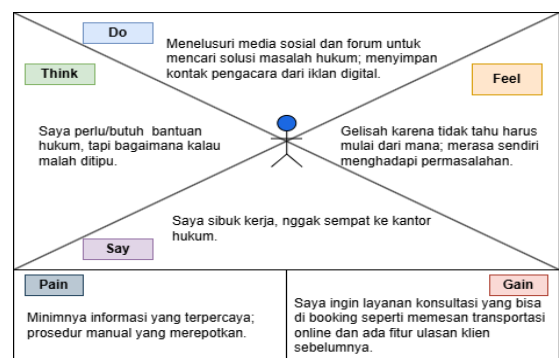 Do
Menelusuri media sosial dan forum untuk
mencari solusi masalah hukum; menyimpan
kontak pengacara dari iklan digital.
Think
Saya perlu/butuh bantuan
hukum, tapi bagaimana kalau
malah ditipu.
Feel
Gelisah karena tidak tahu harus
mulai dari mana; merasa sendiri
menghadapi permasalahan.
Saya sibuk kerja, nggak sempat ke kantor
hukum.
Say
Pain
Minimnya informasi yang terpercaya;
prosedur manual yang merepotkan.
Gain
Saya ingin layanan konsultasi yang bisa
di booking seperti memesan transportasi
online dan ada fitur ulasan klien
sebelumnya.